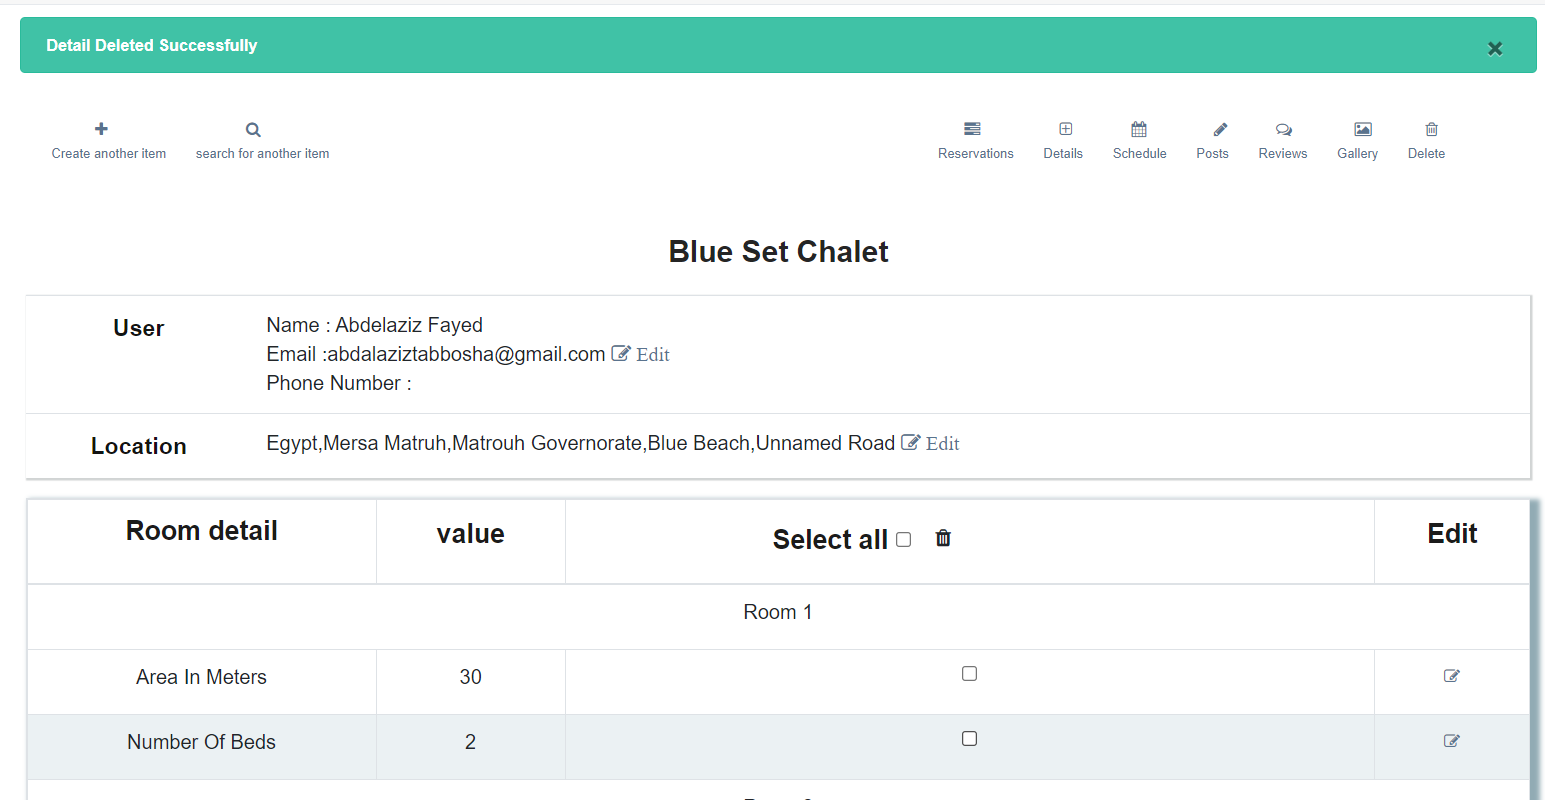 Detail Deleted Successfully
Create another item
search for another item
Reservations
Details
Schedule
Posts
Reviews
Gallery
Delete
Blue Set Chalet
User
Name : Abdelaziz Fayed
Email :abdalaziztabbosha@gmail.com Edit
Phone Number :
Location
Egypt,Mersa Matruh,Matrouh Governorate,Blue Beach,Unnamed Road Edit
Room detail
value
Select all
Edit
Room 1
Area In Meters
30
Number Of Beds
2